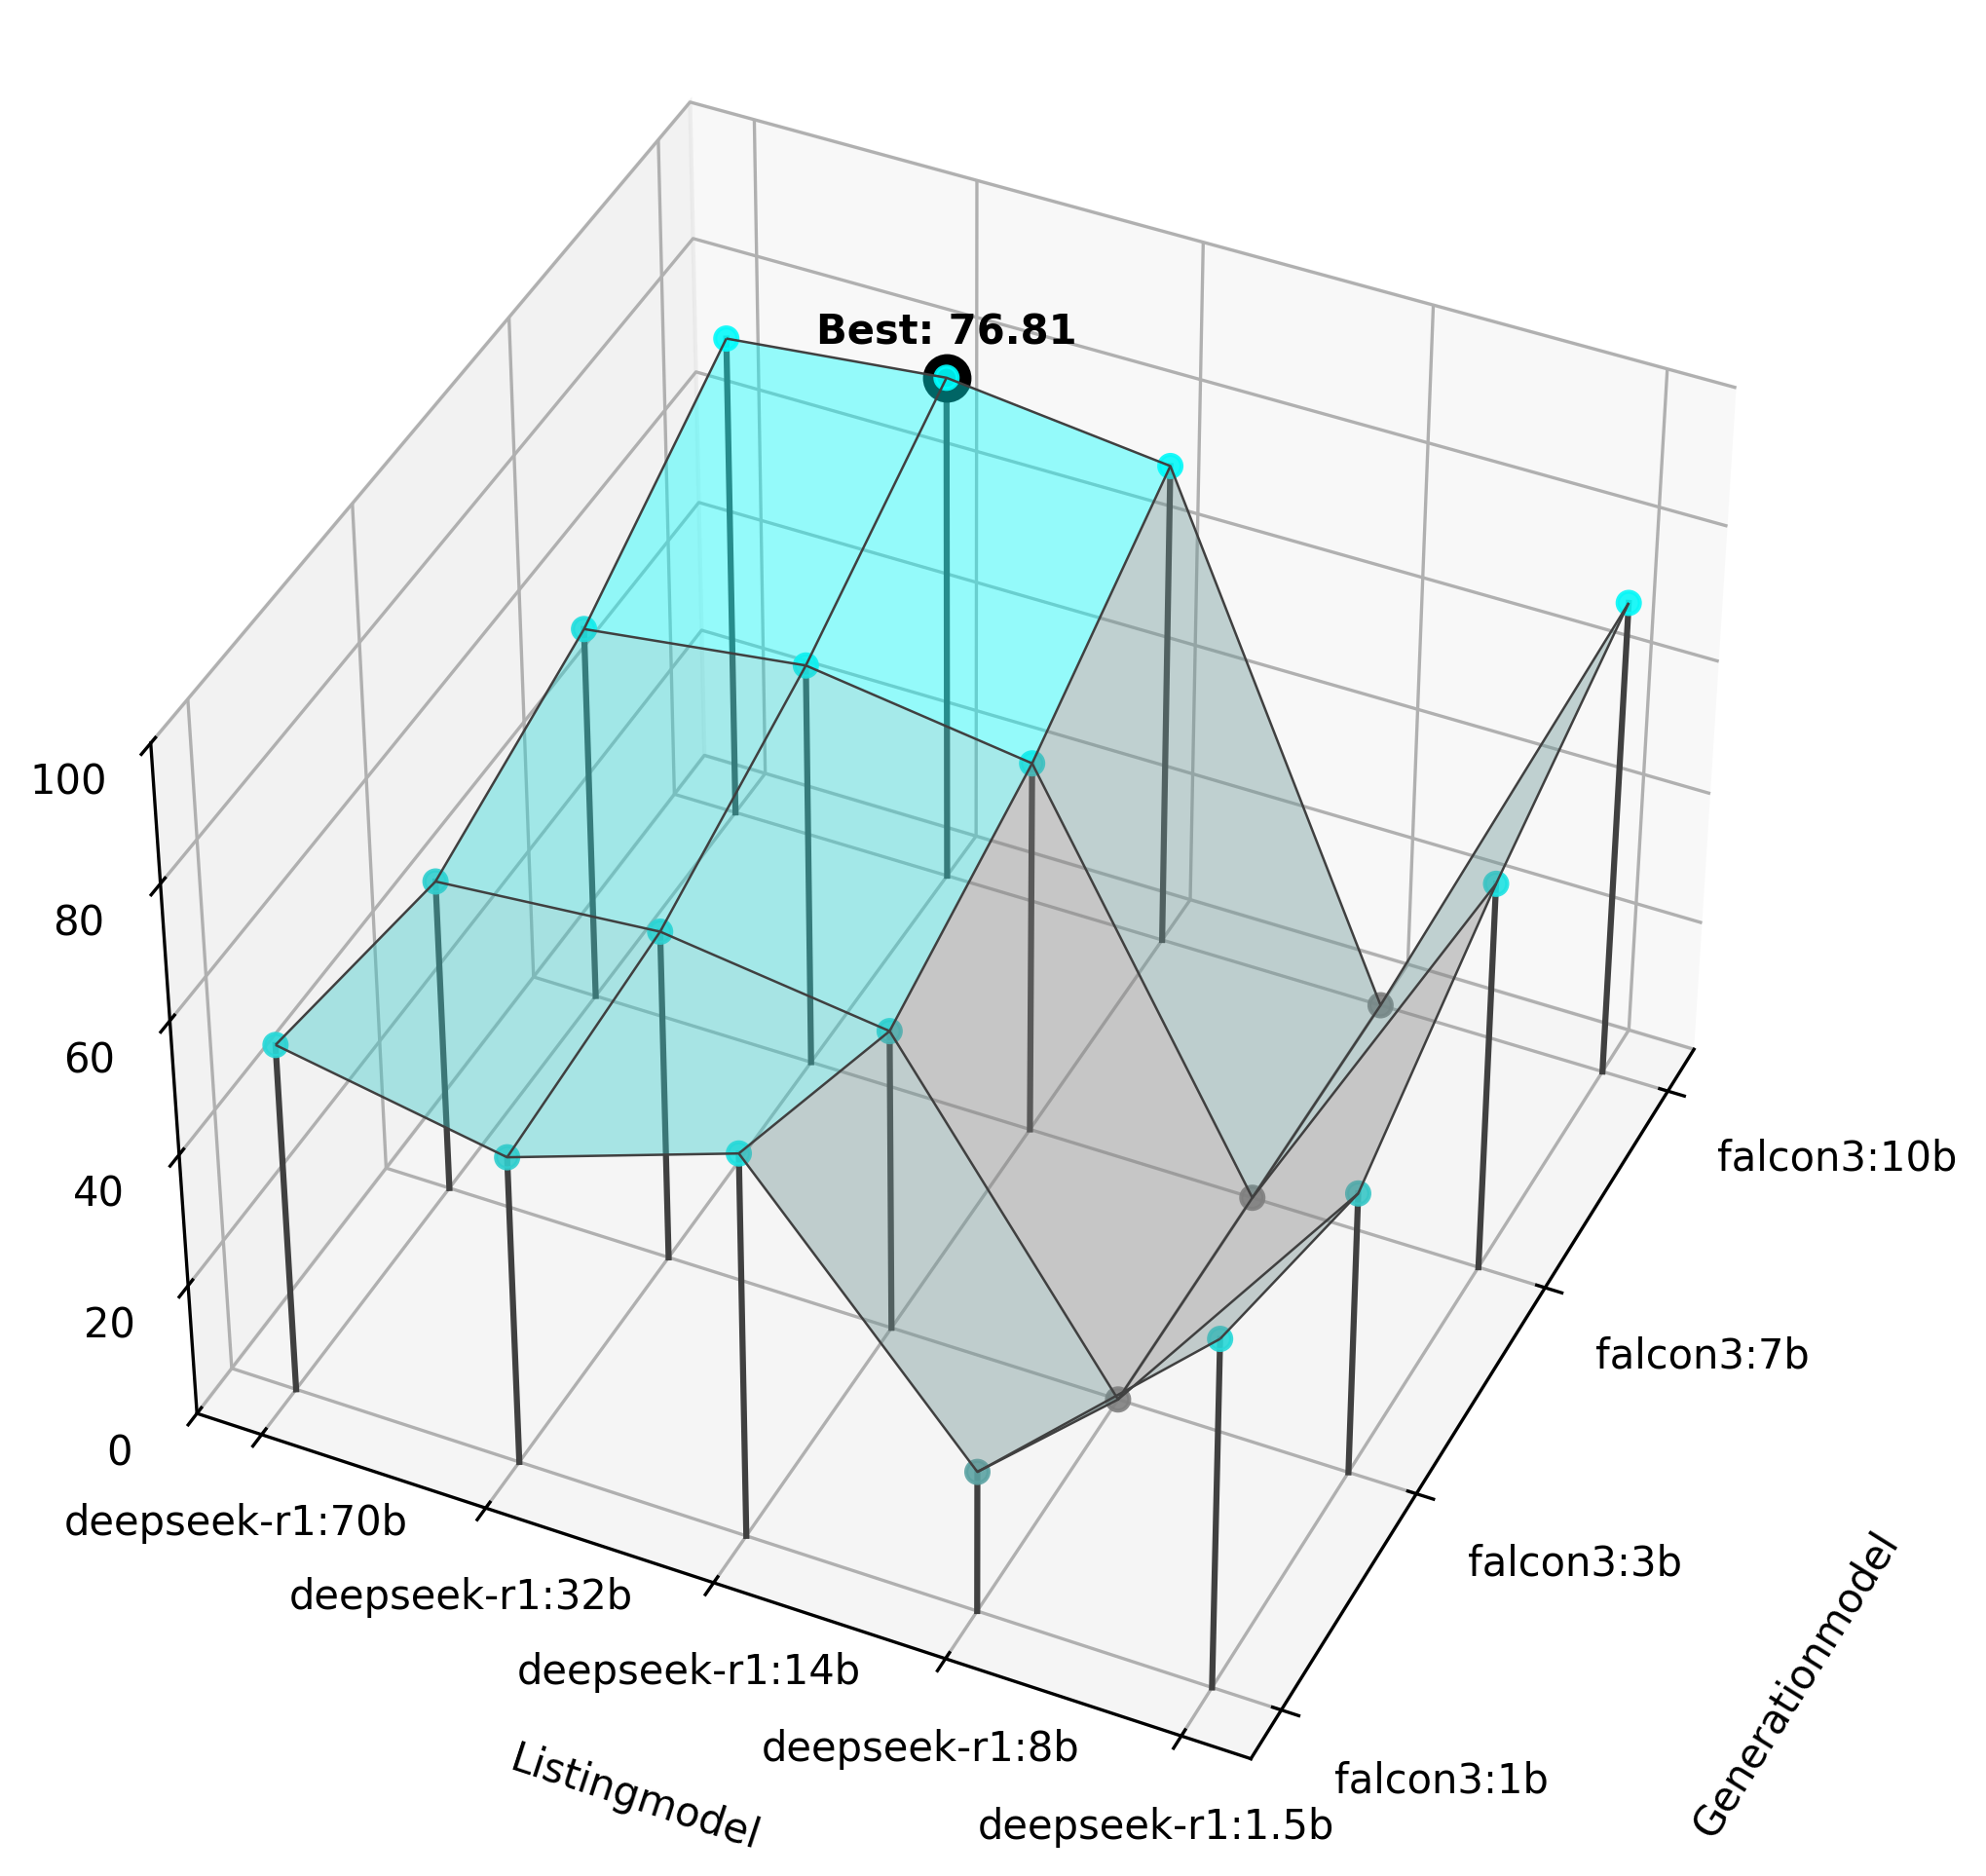 Best: 76.81
100
80
60
40
20
0
deepseek-r1:70b
deepseek-r1:32b
deepseek-r1:14b
deepseek-r1:8b
deepseek-r1:1.5b
Listingmodel
falcon3:10b
falcon3:7b
falcon3:3b
falcon3:1b
Generationmodel